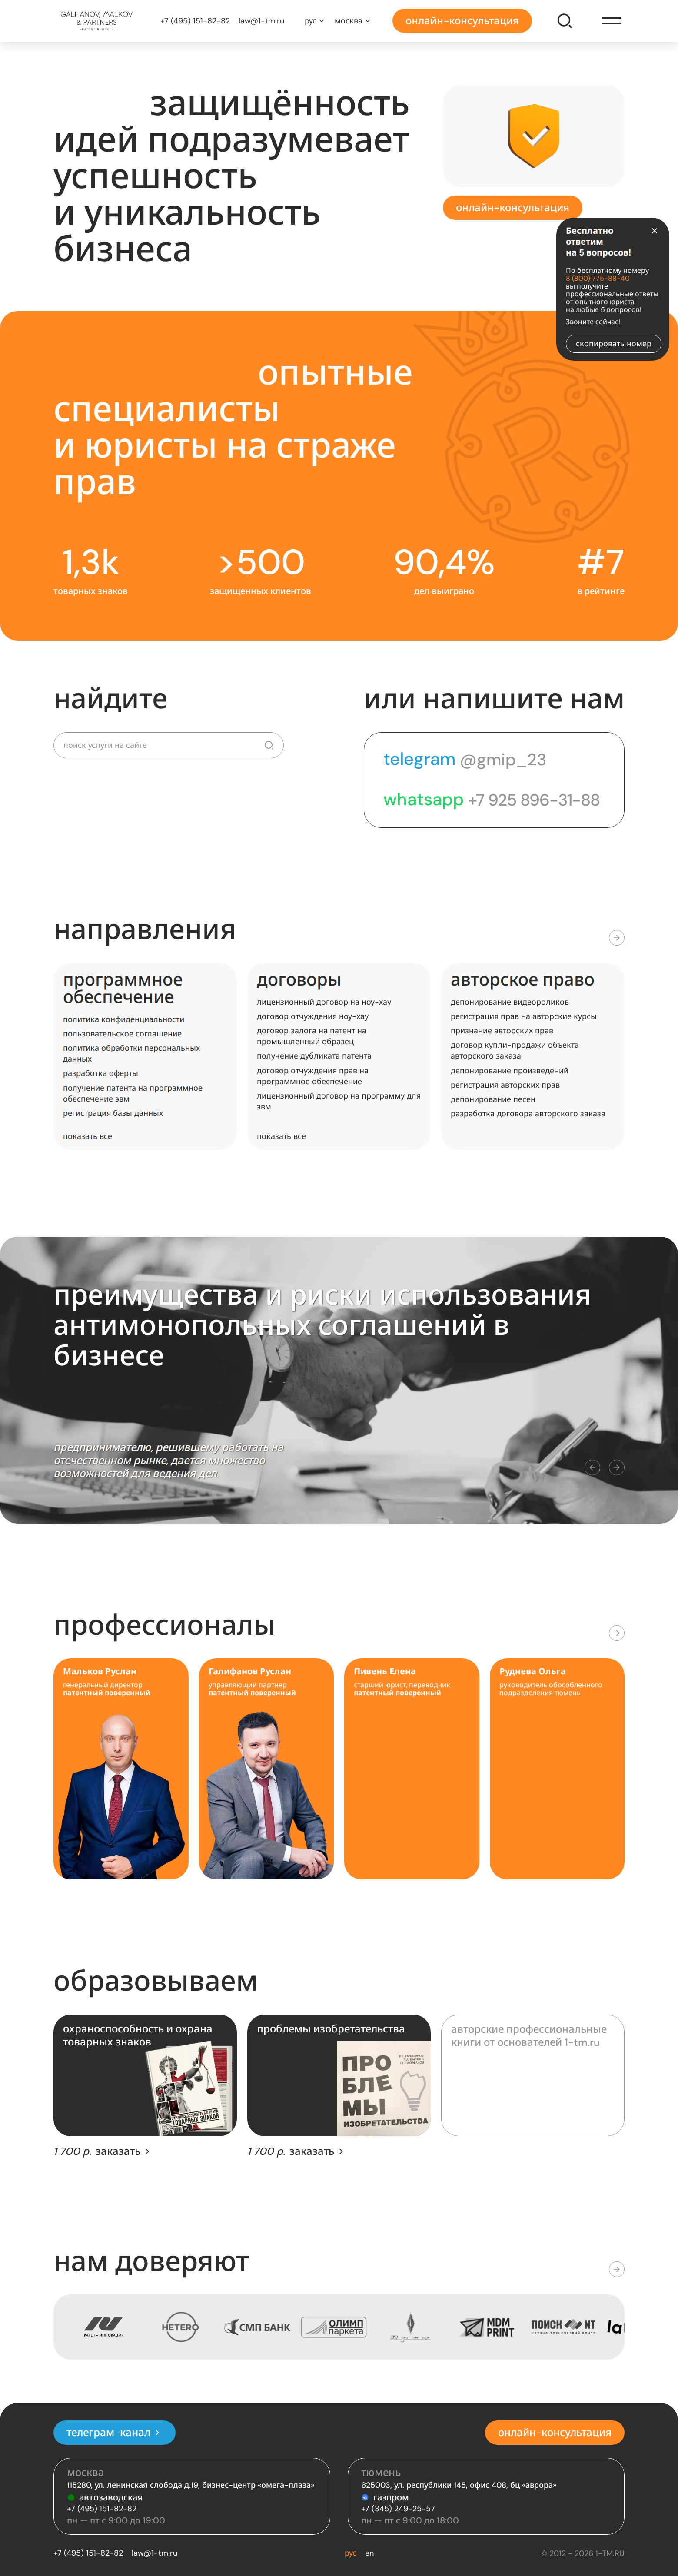 GALIFANOV, MALKOV
& PARTNERS
+7 (495) 151-82-82
law@1-tm.ru
рус
москва
онлайн-консультация
защищённость
идей подразумевает
успешность
и уникальность
бизнеса
онлайн-консультация
Бесплатно
ответим
на 5 вопросов!
По бесплатному номеру
8 (800) 775-88-40
вы получите
профессиональные ответы
от опытного юриста
на любые 5 вопросов!
Звоните сейчас!
скопировать номер
опытные
специалисты
и юристы на страже
прав
1,3k
товарных знаков
>500
защищенных клиентов
90,4%
дел выиграно
#7
в рейтинге
найдите
поиск услуги на сайте
или напишите нам
telegram @gmip_23
whatsapp +7 925 896-31-88
направления
программное
обеспечение
политика конфиденциальности
пользовательское соглашение
политика обработки персональных
данных
разработка оферты
получение патента на программное
обеспечение эвм
регистрация базы данных
показать все
договоры
лицензионный договор на ноу-хау
договор отчуждения ноу-хау
договор залога на патент на
промышленный образец
получение дубликата патента
договор отчуждения прав на
программное обеспечение
лицензионный договор на программу для
эвм
показать все
авторское право
депонирование видеороликов
регистрация прав на авторские курсы
признание авторских прав
договор купли-продажи объекта
авторского заказа
депонирование произведений
регистрация авторских прав
депонирование песен
разработка договора авторского заказа
преимущества и риски использования
антимонопольных соглашений в
бизнесе
предпринимателю, решившему работать на
отечественном рынке, дается множество
возможностей для ведения дел.
профессионалы
Мальков Руслан
генеральный директор
патентный поверенный
Галифанов Руслан
управляющий партнер
патентный поверенный
Пивень Елена
старший юрист, переводчик
патентный поверенный
Руднева Ольга
руководитель обособленного
подразделения тюмень
образовываем
охраноспособность и охрана
товарных знаков
1 700 р. заказать
проблемы изобретательства
ПРО
БЛЕ
МЫ
ИЗОБРЕТАТЕЛЬСТВА
1 700 р. заказать
авторские профессиональные
книги от основателей 1-tm.ru
нам доверяют
РАТЕП–ИННОВАЦИЯ
HETERO
СМП БАНК
ОЛИМП
паркета
MDM
PRINT
ПОИСК ИТ
научно-технический центр
la
телеграм-канал
онлайн-консультация
москва
115280, ул. ленинская слобода д.19, бизнес-центр «омега-плаза»
автозаводская
+7 (495) 151-82-82
пн — пт с 9:00 до 19:00
тюмень
625003, ул. республики 145, офис 408, бц «аврора»
газпром
+7 (345) 249-25-57
пн — пт с 9:00 до 18:00
+7 (495) 151-82-82
law@1-tm.ru
рус
en
© 2012 - 2026 1-TM.RU